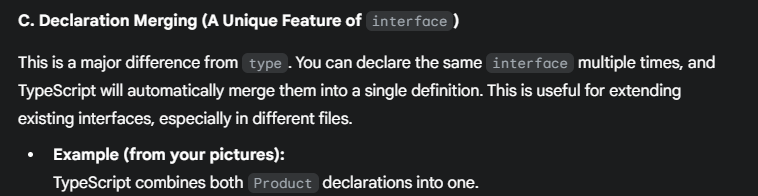 C. Declaration Merging (A Unique Feature of interface)
This is a major difference from type. You can declare the same interface multiple times, and
TypeScript will automatically merge them into a single definition. This is useful for extending
existing interfaces, especially in different files.
• Example (from your pictures):
TypeScript combines both Product declarations into one.